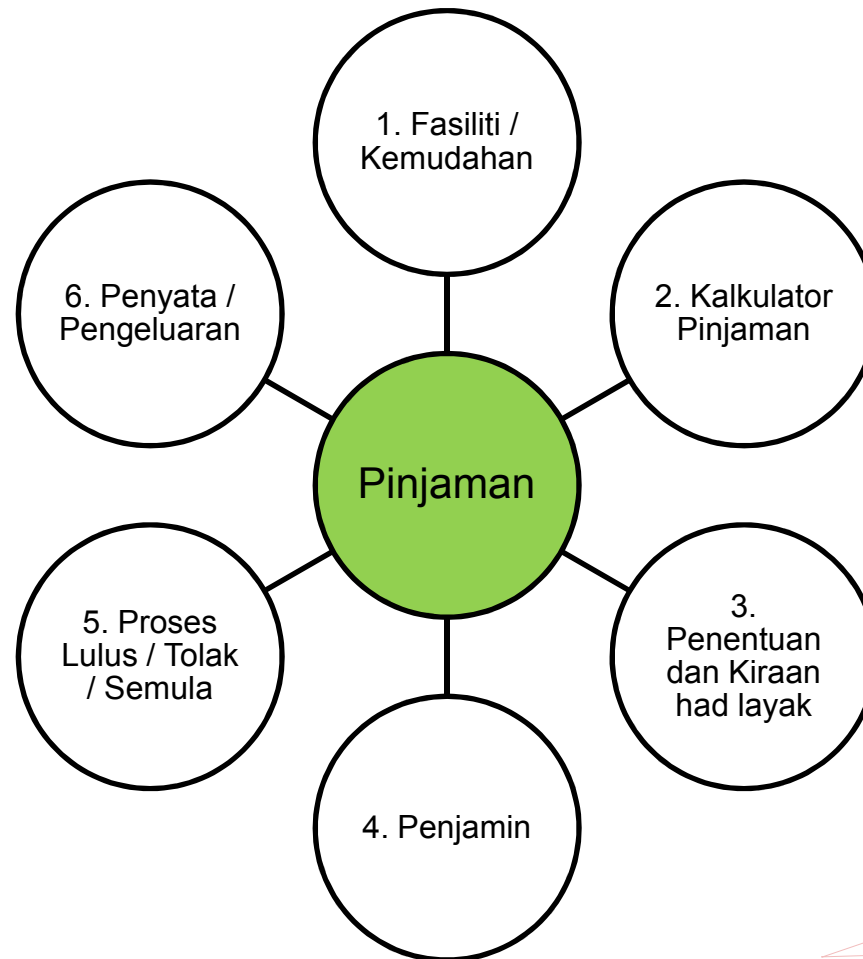 1. Fasiliti /
Kemudahan
2. Kalkulator
Pinjaman
3.
Penentuan
dan Kiraan
had layak
4. Penjamin
5. Proses
Lulus / Tolak
/ Semula
6. Penyata /
Pengeluaran
Pinjaman